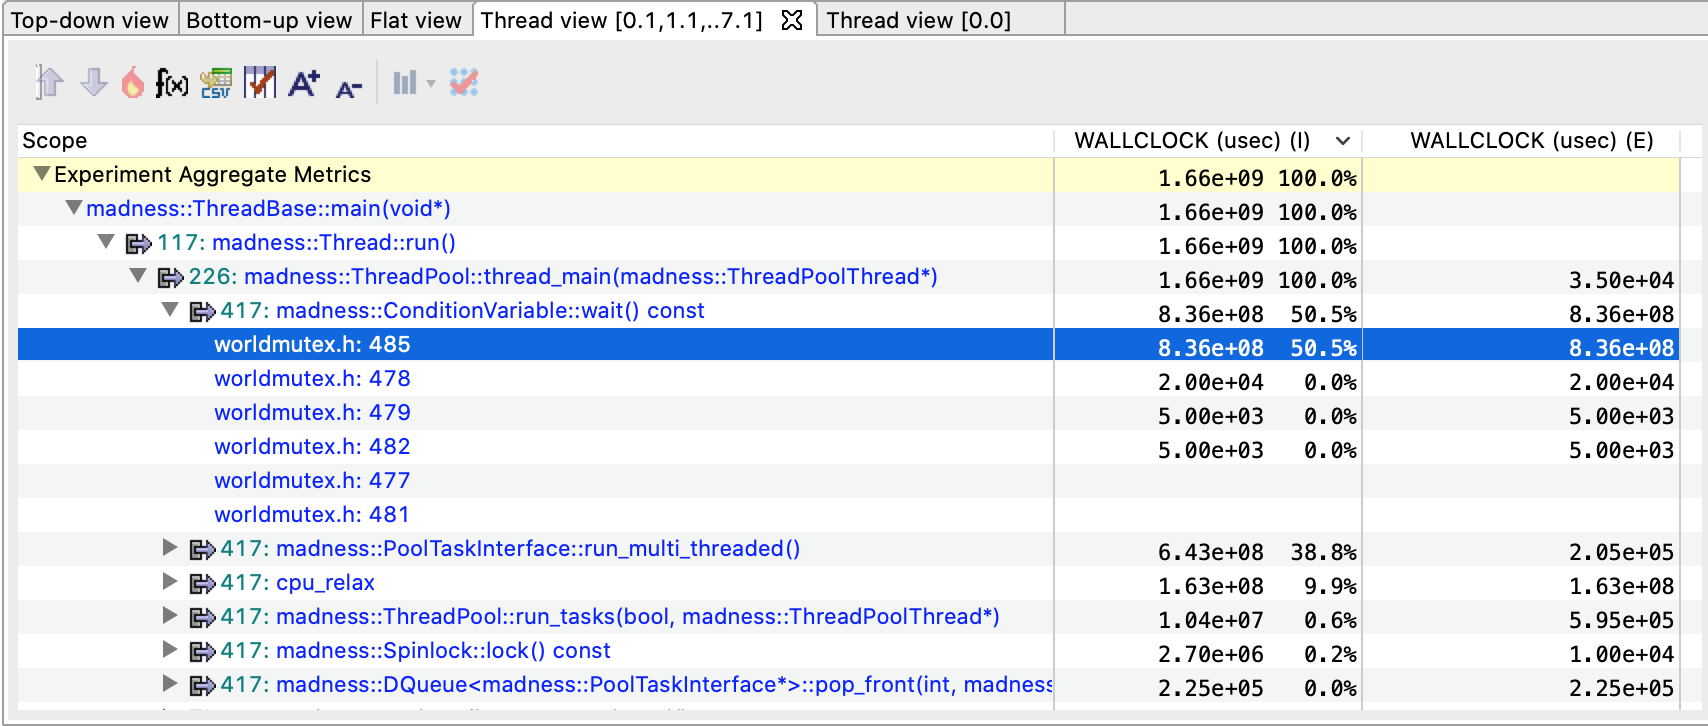 Top-down view Bottom-up view Flat view Thread view [0.1,1.1,..7.1] Thread view [0.0]
f(x) CSV A+ A-
Scope WALLCLOCK (usec) (I) WALLCLOCK (usec) (E)
Experiment Aggregate Metrics 1.66e+09 100.0%
madness::ThreadBase::main(void*) 1.66e+09 100.0%
117: madness::Thread::run() 1.66e+09 100.0%
226: madness::ThreadPool::thread_main(madness::ThreadPoolThread*) 1.66e+09 100.0% 3.50e+04
417: madness::ConditionVariable::wait() const 8.36e+08 50.5% 8.36e+08
worldmutex.h: 485 8.36e+08 50.5% 8.36e+08
worldmutex.h: 478 2.00e+04 0.0% 2.00e+04
worldmutex.h: 479 5.00e+03 0.0% 5.00e+03
worldmutex.h: 482 5.00e+03 0.0% 5.00e+03
worldmutex.h: 477
worldmutex.h: 481
417: madness::PoolTaskInterface::run_multi_threaded() 6.43e+08 38.8% 2.05e+05
417: cpu_relax 1.63e+08 9.9% 1.63e+08
417: madness::ThreadPool::run_tasks(bool, madness::ThreadPoolThread*) 1.04e+07 0.6% 5.95e+05
417: madness::Spinlock::lock() const 2.70e+06 0.2% 1.00e+04
417: madness::DQueue<madness::PoolTaskInterface*>::pop_front(int, madness 2.25e+05 0.0% 2.25e+05